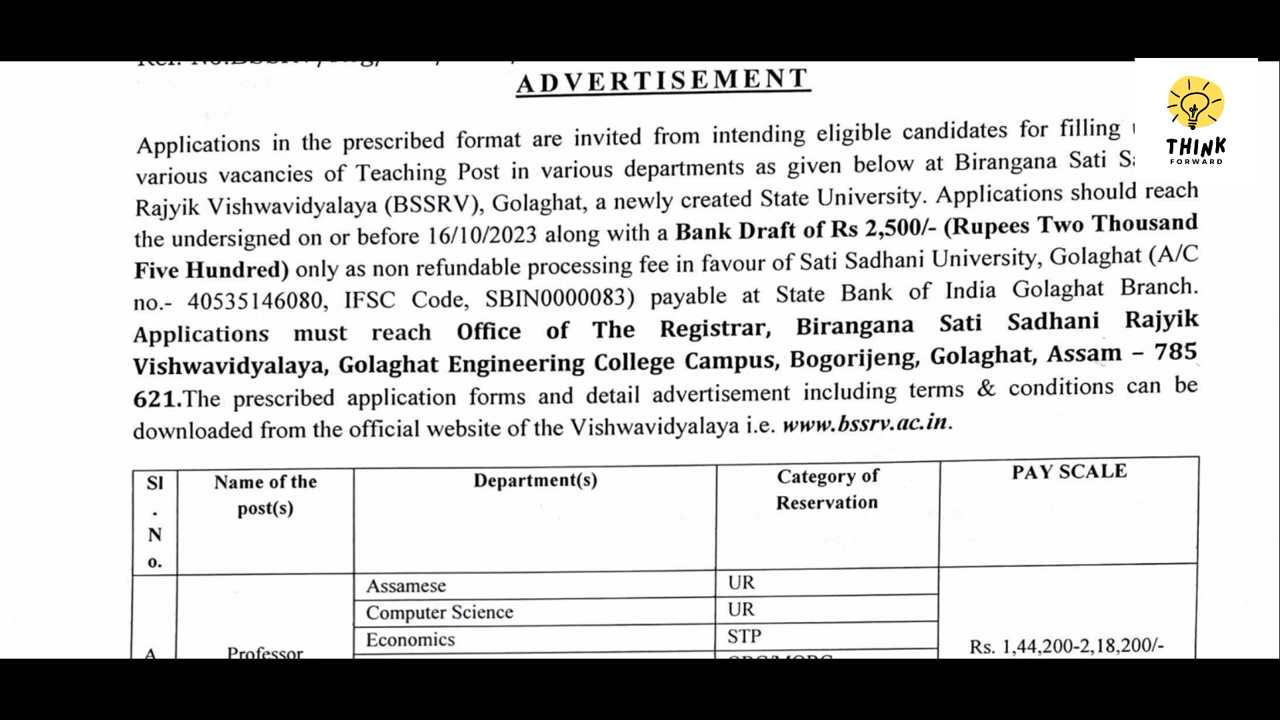 ADVERTISEMENT
Applications in the prescribed format are invited from intending eligible candidates for filling
various vacancies of Teaching Post in various departments as given below at Birangana Sati
Rajyik Vishwavidyalaya (BSSRV), Golaghat, a newly created State University. Applications should reach
the undersigned on or before 16/10/2023 along with a Bank Draft of Rs 2,500/- (Rupees Two Thousand
Five Hundred) only as non refundable processing fee in favour of Sati Sadhani University, Golaghat (A/C
no.- 40535146080, IFSC Code, SBIN0000083) payable at State Bank of India Golaghat Branch.
Applications must reach Office of The Registrar, Birangana Sati Sadhani Rajyik
Vishwavidyalaya, Golaghat Engineering College Campus, Bogorijeng, Golaghat, Assam – 785
621.The prescribed application forms and detail advertisement including terms & conditions can be
downloaded from the official website of the Vishwavidyalaya i.e. www.bssrv.ac.in.
THINK
FORWARD
Sl . N o. Name of the post(s) Department(s) Category of Reservation PAY SCALE
Assamese UR
Computer Science UR
Economics STP
A Professor Rs. 1,44,200-2,18,200/-